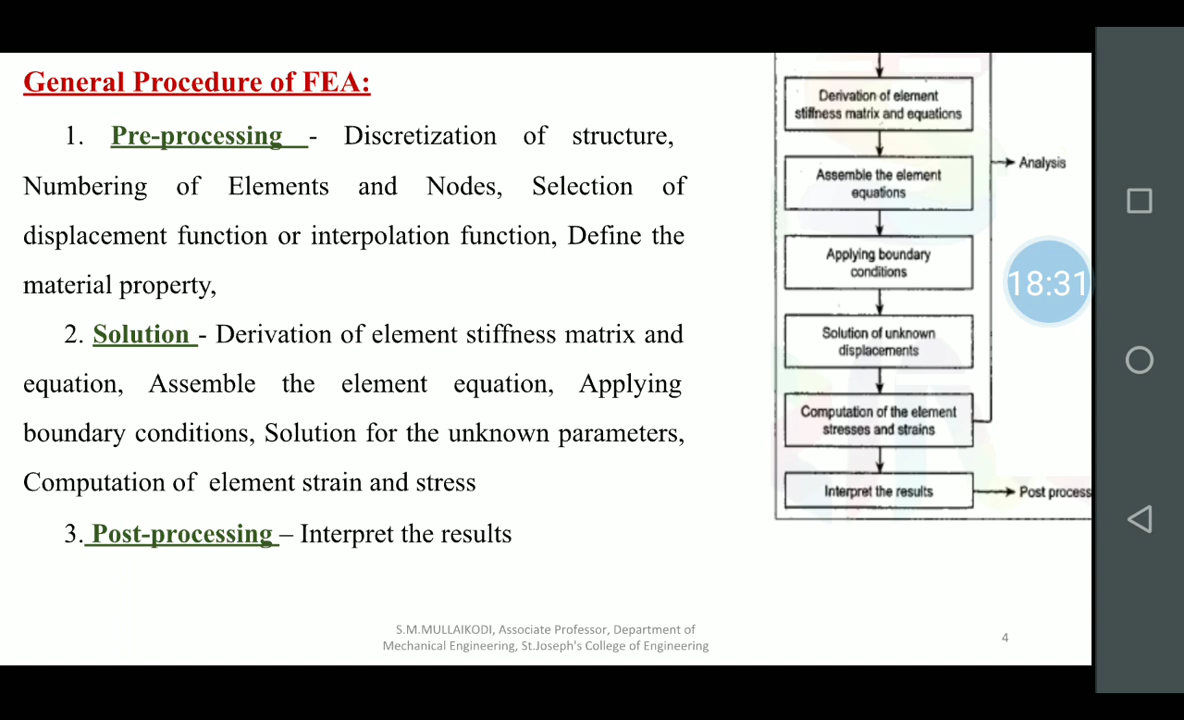 General Procedure of FEA:
1. Pre-processing - Discretization of structure,
Numbering of Elements and Nodes, Selection of
displacement function or interpolation function, Define the
material property,
2. Solution - Derivation of element stiffness matrix and
equation, Assemble the element equation, Applying
boundary conditions, Solution for the unknown parameters,
Computation of element strain and stress
3. Post-processing – Interpret the results
Derivation of element
stiffness matrix and equations
Analysis
Assemble the element
equations
Applying boundary
conditions
18:31
Solution of unknown
displacements
Computation of the element
stresses and strains
Interpret the results
Post process
S.M.MULLAIKODI, Associate Professor, Department of
Mechanical Engineering, St.Joseph's College of Engineering
4